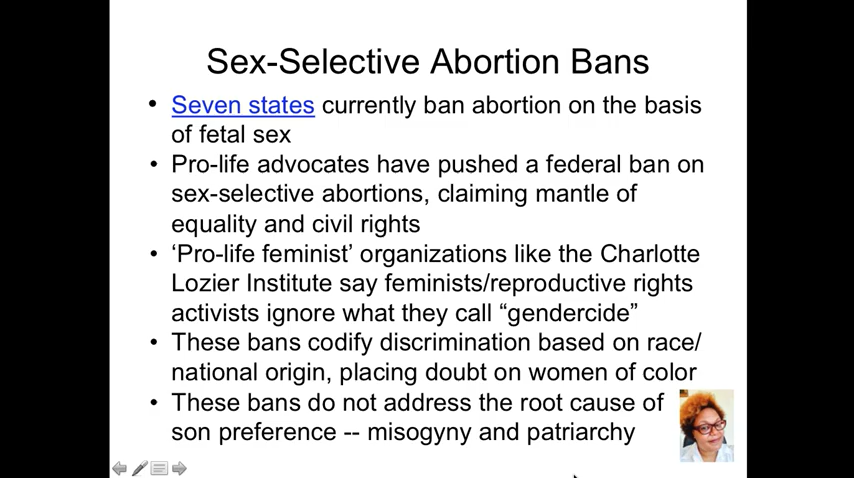 Sex-Selective Abortion Bans
• Seven states currently ban abortion on the basis
of fetal sex
• Pro-life advocates have pushed a federal ban on
sex-selective abortions, claiming mantle of
equality and civil rights
• ‘Pro-life feminist’ organizations like the Charlotte
Lozier Institute say feminists/reproductive rights
activists ignore what they call “gendercide”
• These bans codify discrimination based on race/
national origin, placing doubt on women of color
• These bans do not address the root cause of
son preference -- misogyny and patriarchy